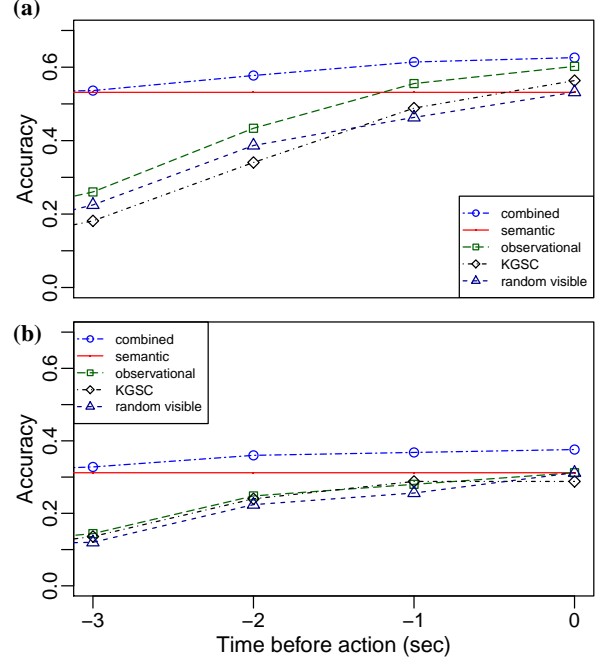 (a)
Accuracy
0.6
0.4
0.2
0.0
combined
semantic
observational
KGSC
random visible
(b)
Accuracy
0.6
0.4
0.2
0.0
combined
semantic
observational
KGSC
random visible
−3 −2 −1 0
Time before action (sec)